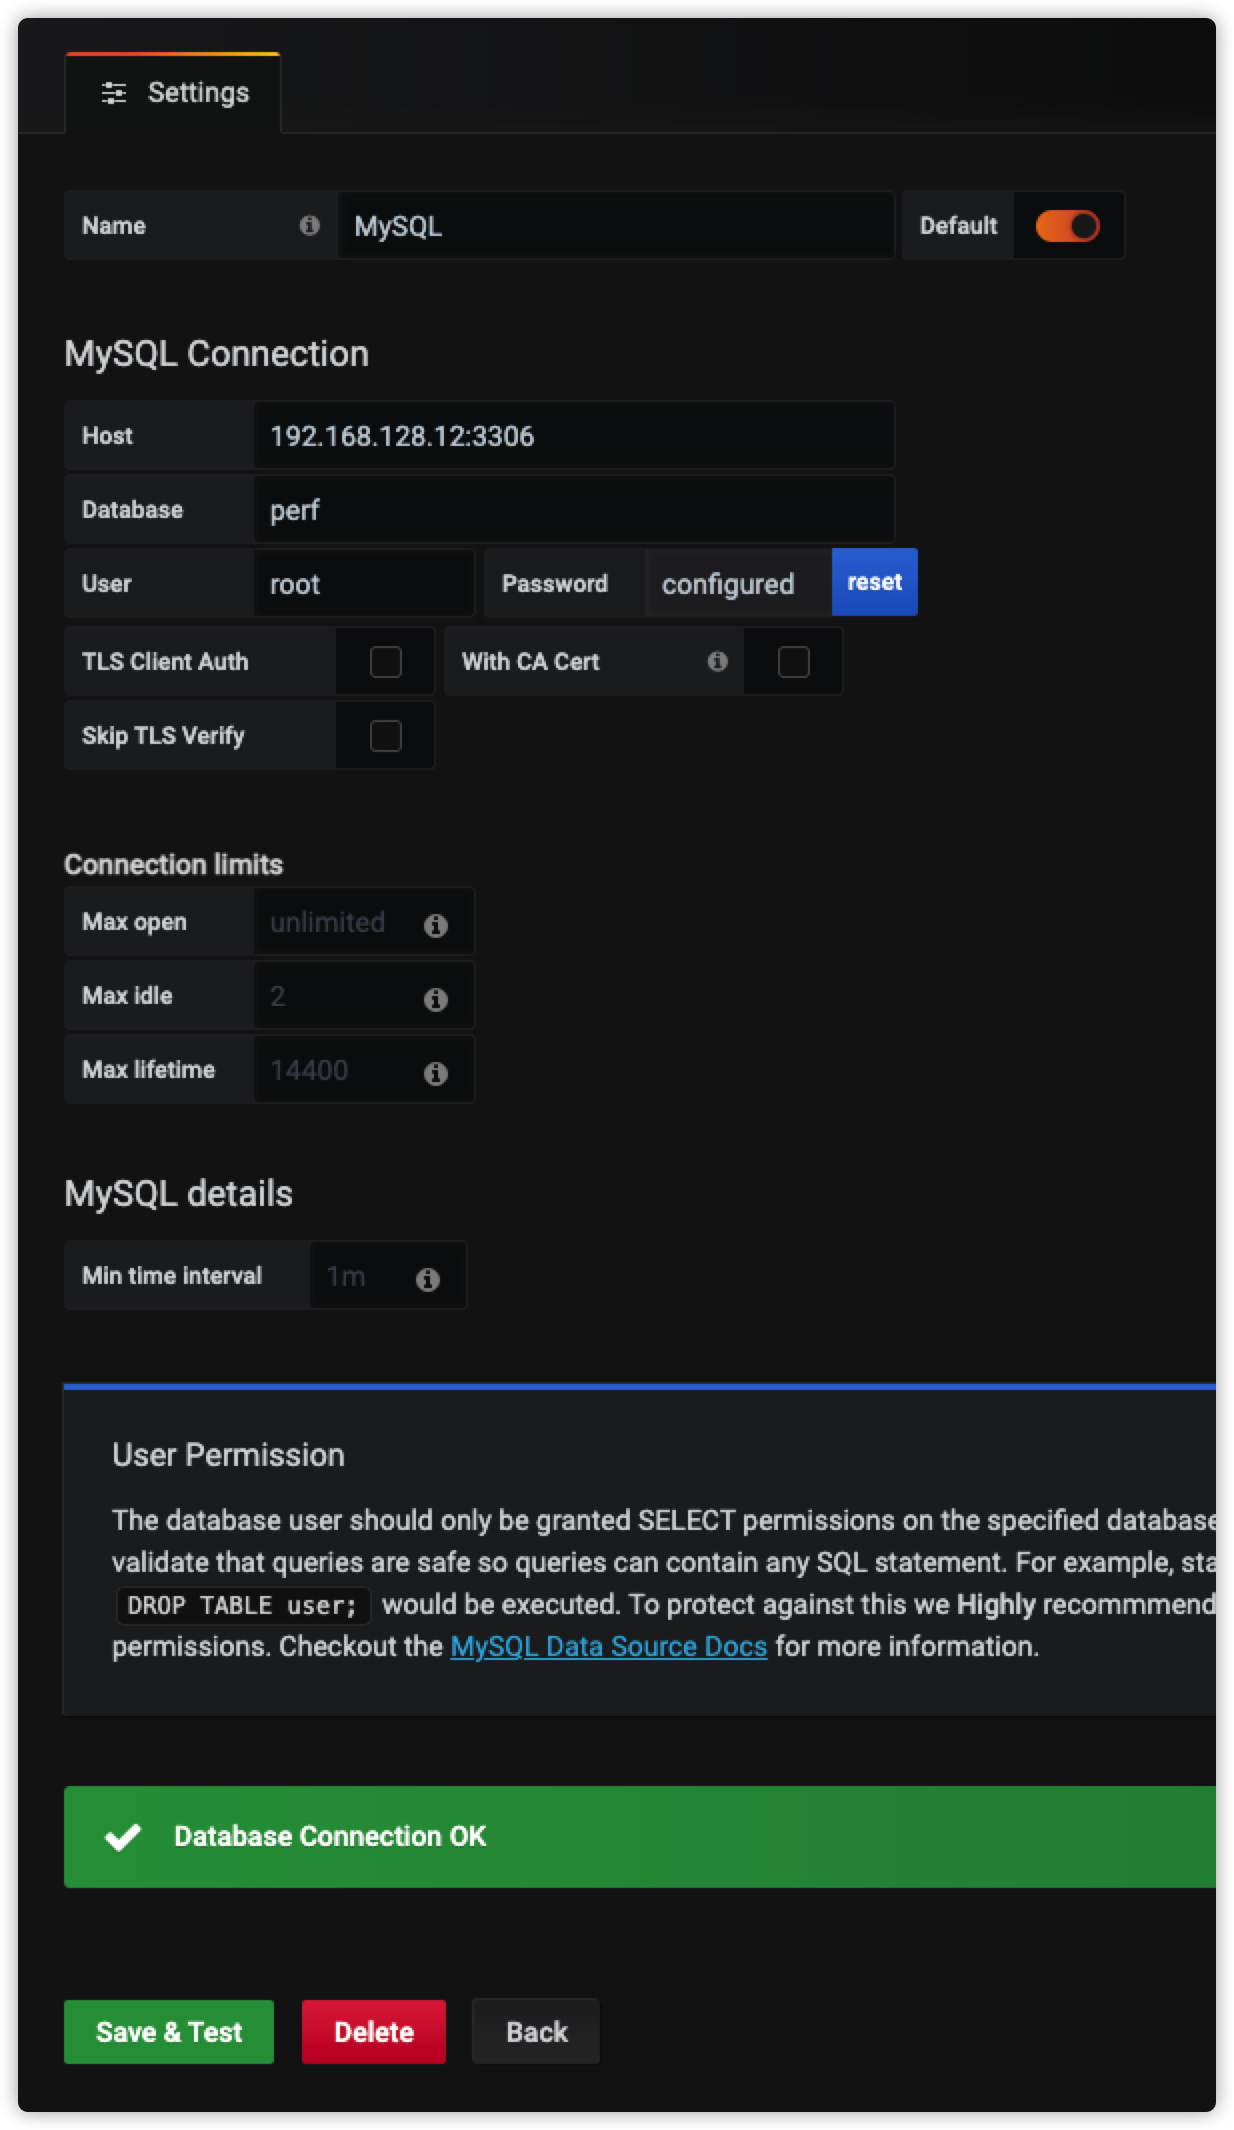 Settings
Name MySQL Default
MySQL Connection
Host 192.168.128.12:3306
Database perf
User root Password configured reset
TLS Client Auth With CA Cert
Skip TLS Verify
Connection limits
Max open unlimited
Max idle 2
Max lifetime 14400
MySQL details
Min time interval 1m
User Permission
The database user should only be granted SELECT permissions on the specified database
validate that queries are safe so queries can contain any SQL statement. For example, sta
DROP TABLE user; would be executed. To protect against this we Highly recommmend
permissions. Checkout the MySQL Data Source Docs for more information.
Database Connection OK
Save & Test Delete Back